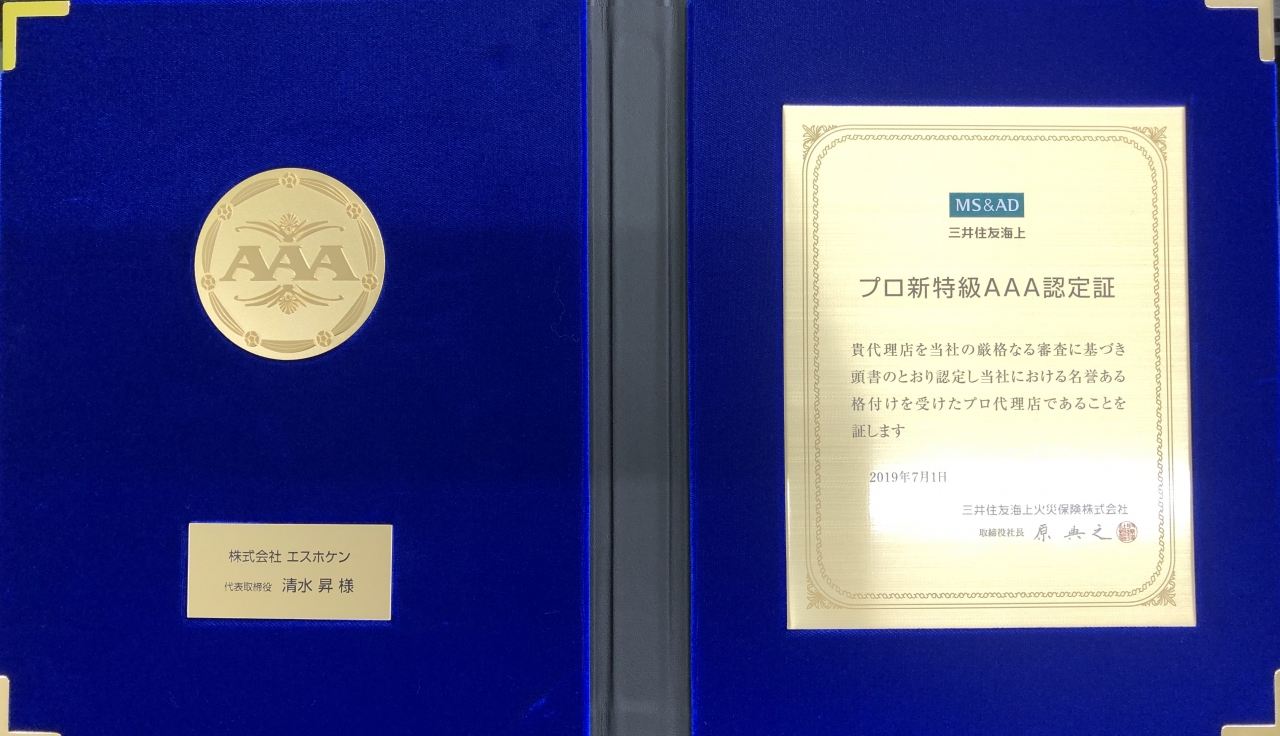 AAA
株式会社 エスホケン
代表取締役 清水 昇 様
MS&AD
三井住友海上
プロ新特級AAA認定証
貴代理店を当社の厳格なる審査に基づき
頭書のとおり認定し当社における名誉ある
格付けを受けたプロ代理店であることを
証します
2019年7月1日
三井住友海上火災保険株式会社
取締役社長 原 典之